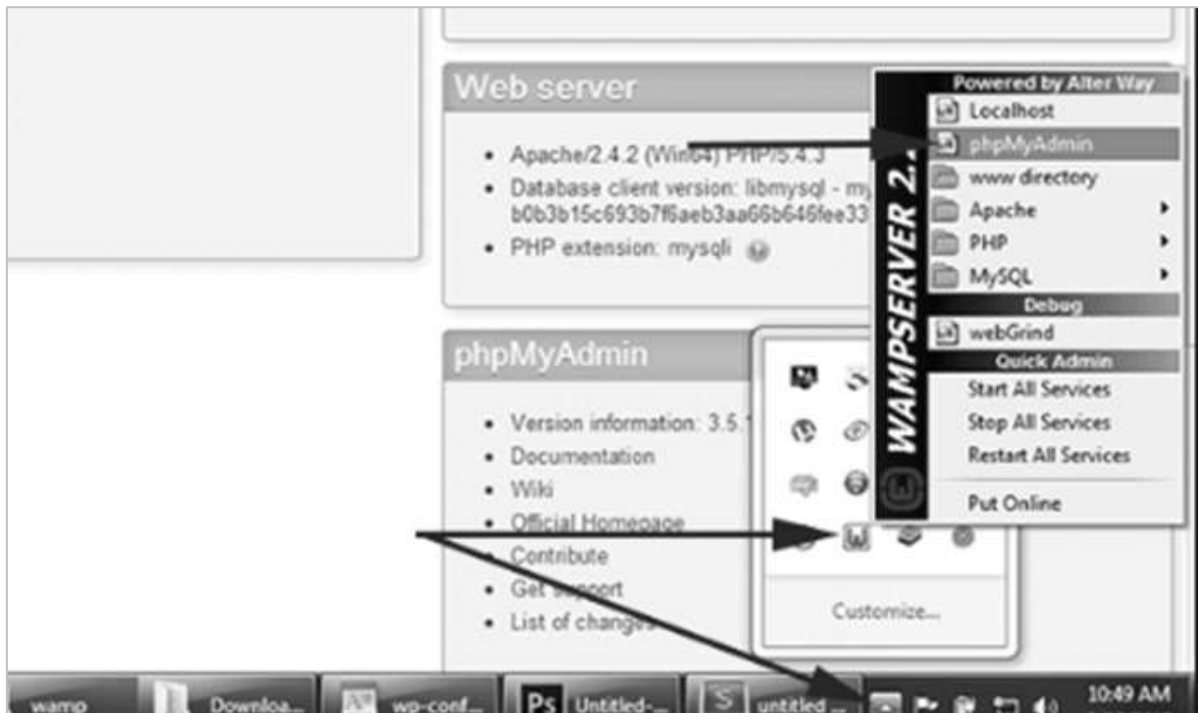 Web server
Apache/2.4.2 (Win64) PHP/5.4.3
Database client version: libmysql - my
b0b3b15c693b7f6aeb3aa66b646fee33
PHP extension: mysqli
phpMyAdmin
Version information: 3.5.1
Documentation
Wiki
Official Homepage
Contribute
Get support
List of changes
WAMPSERVER 2.2
Powered by Alter Way
Localhost
phpMyAdmin
www directory
Apache
PHP
MySQL
Debug
webGrind
Quick Admin
Start All Services
Stop All Services
Restart All Services
Put Online
Customize...
wamp
Downloa...
wp-conf...
Ps Untitled-...
S untitled ...
10:49 AM